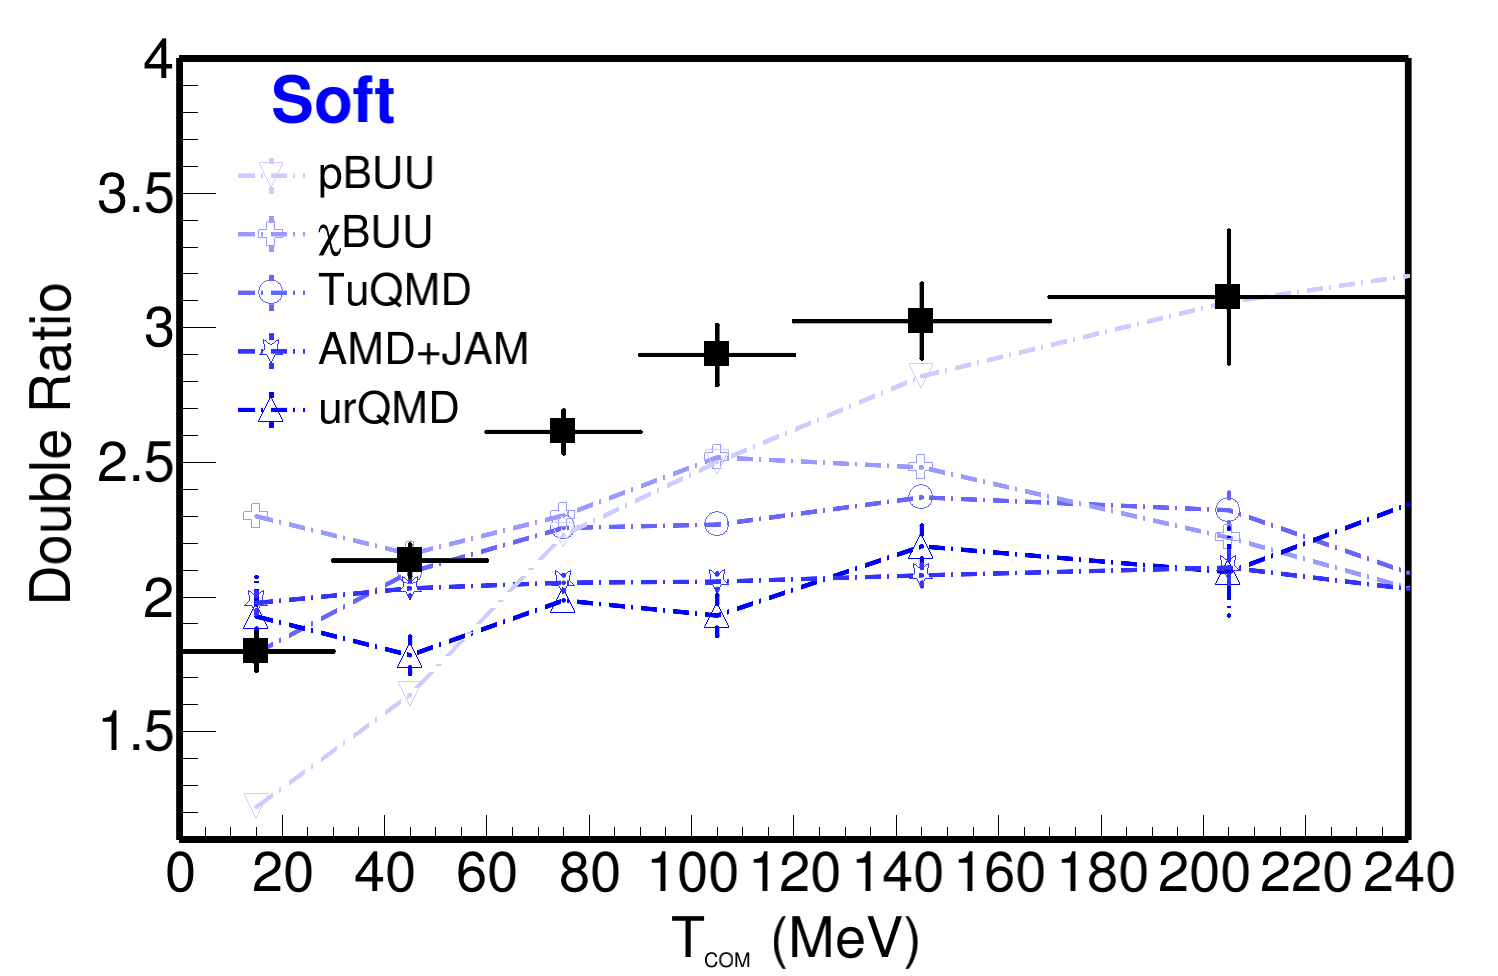 Soft
pBUU
χBUU
TuQMD
AMD+JAM
urQMD
Double Ratio
4
3.5
3
2.5
2
1.5
0 20 40 60 80 100 120 140 160 180 200 220 240
T_COM (MeV)